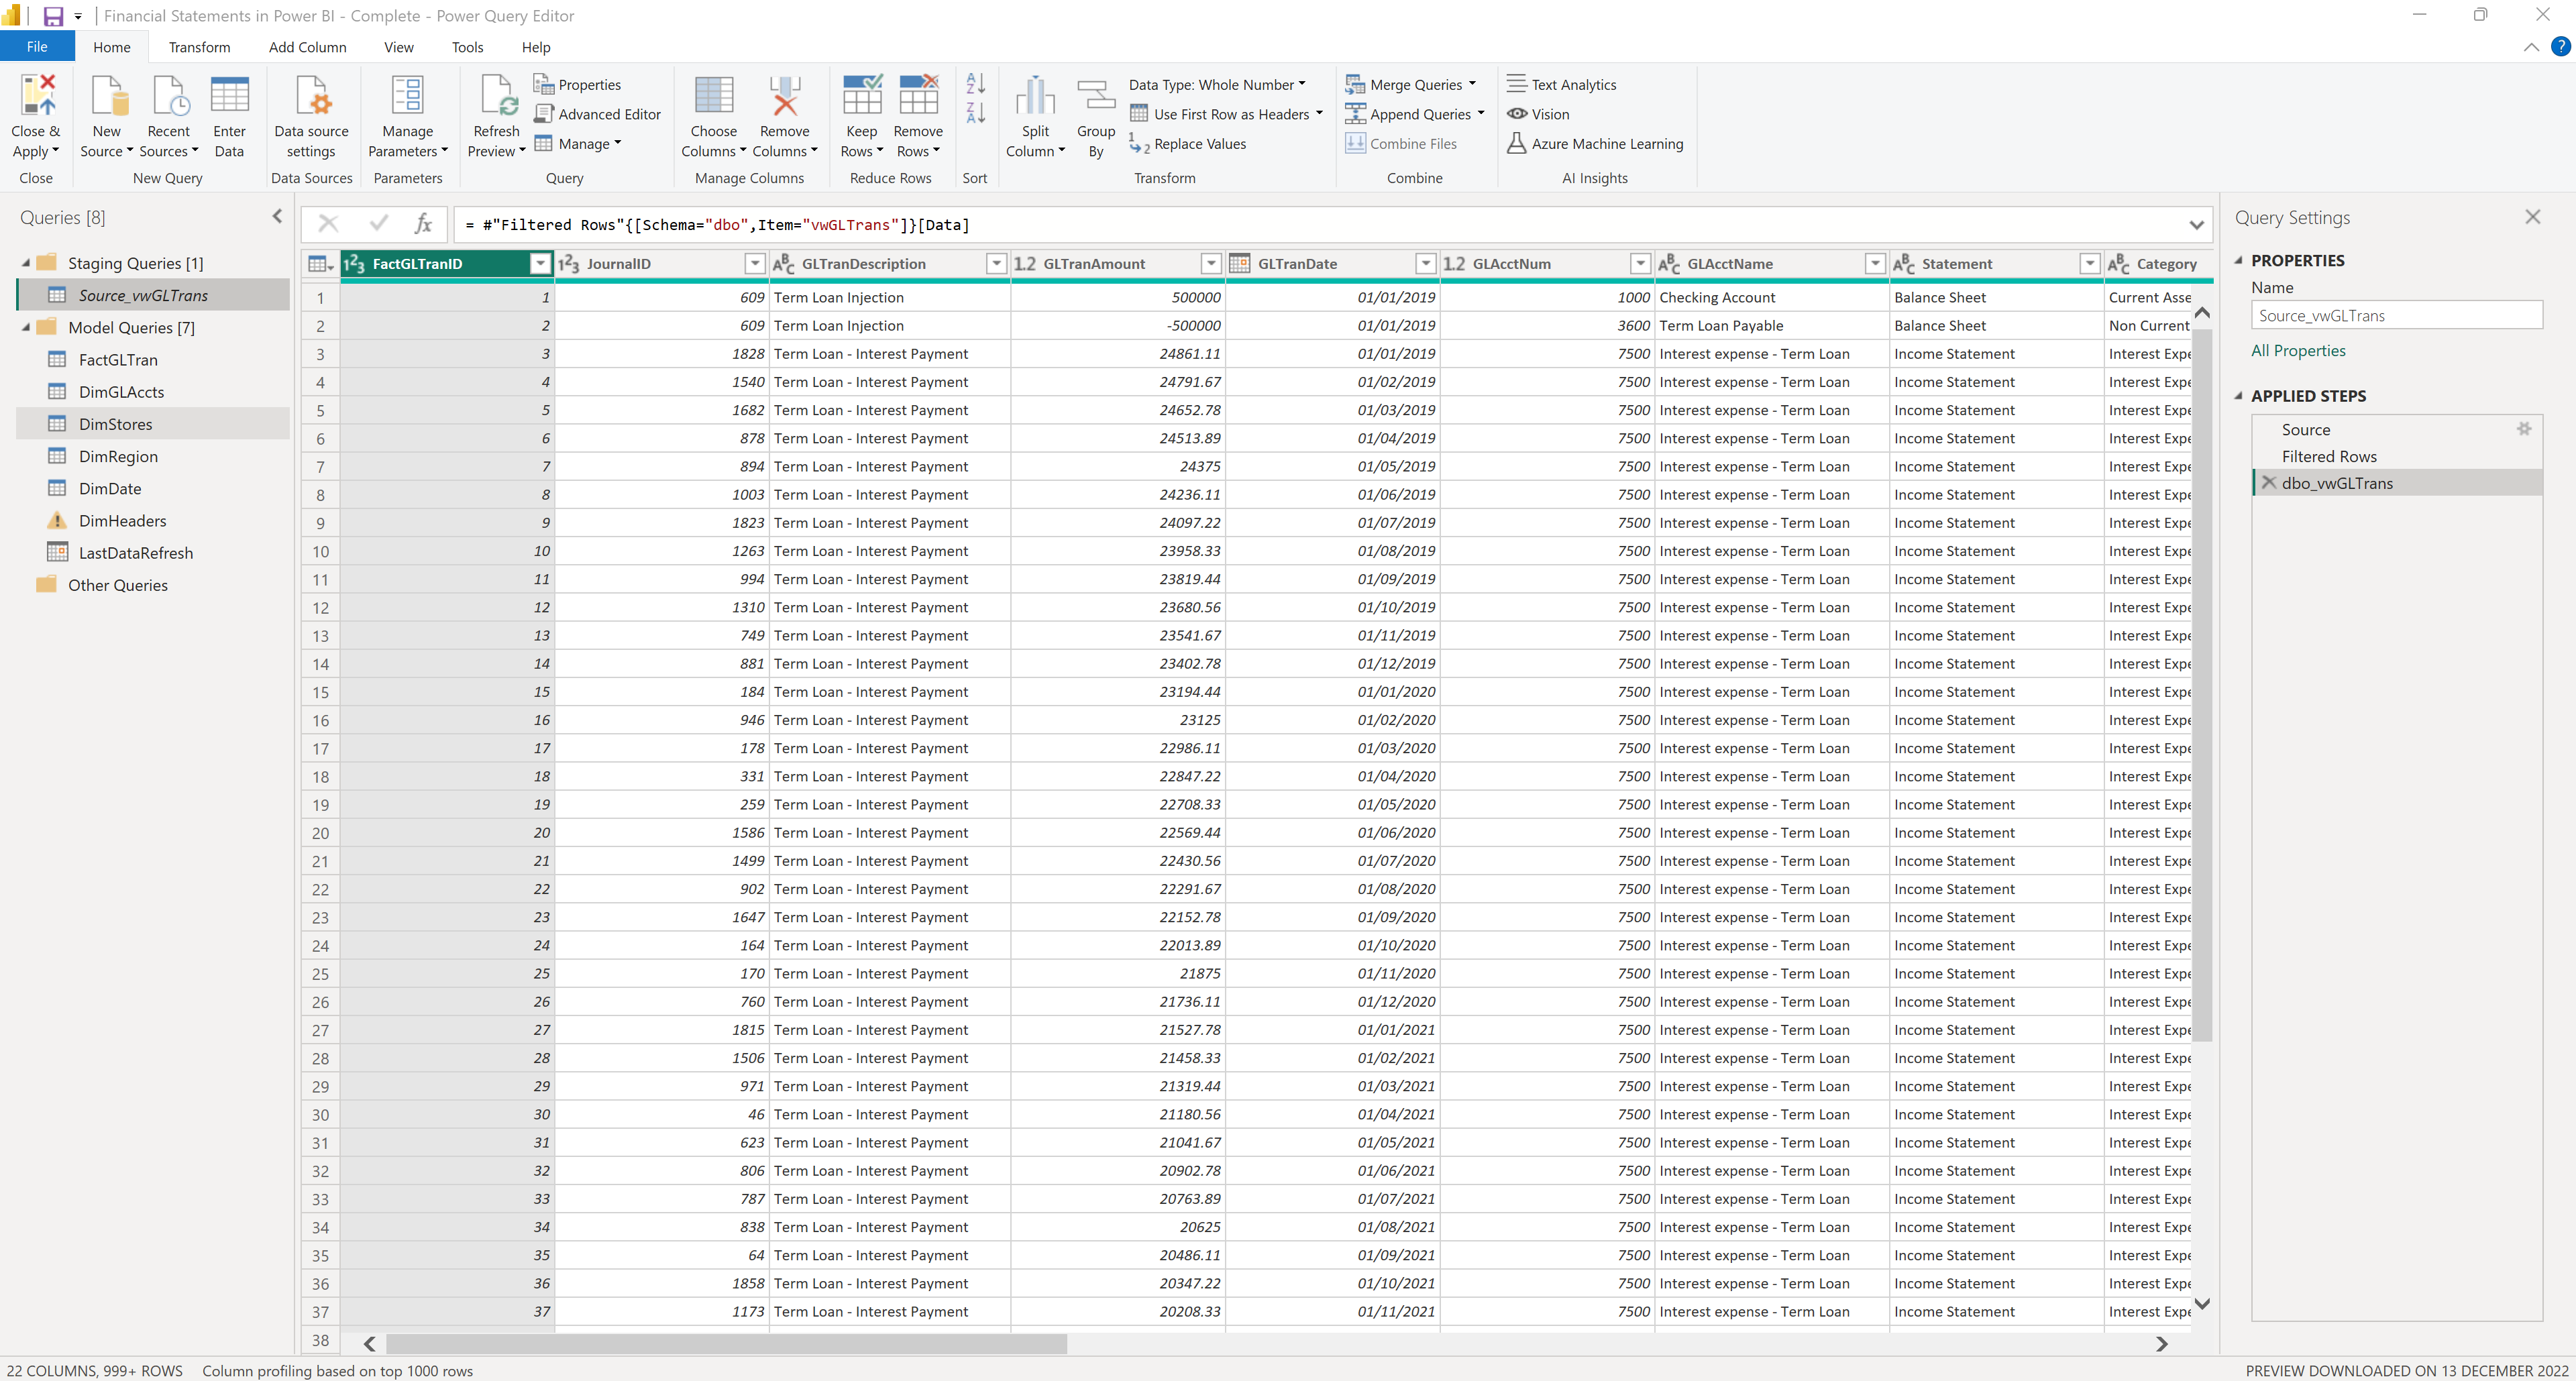 Financial Statements in Power BI - Complete - Power Query Editor
File Home Transform Add Column View Tools Help
Close & Apply
New Source
Recent Sources
Enter Data
Data source settings
Manage Parameters
Refresh Preview
Properties
Advanced Editor
Manage
Choose Columns
Remove Columns
Keep Rows
Remove Rows
Split Column
Group By
Data Type: Whole Number
Use First Row as Headers
Replace Values
Merge Queries
Append Queries
Combine Files
Text Analytics
Vision
Azure Machine Learning
Close New Query Data Sources Parameters Query Manage Columns Reduce Rows Sort Transform Combine AI Insights
Queries [8]
Staging Queries [1]
Source_vwGLTrans
Model Queries [7]
FactGLTran
DimGLAccts
DimStores
DimRegion
DimDate
DimHeaders
LastDataRefresh
Other Queries
= #"Filtered Rows"{[Schema="dbo",Item="vwGLTrans"]}[Data]
FactGLTranID JournalID GLTranDescription GLTranAmount GLTranDate GLAcctNum GLAcctName Statement Category
1 1 609 Term Loan Injection 500000 01/01/2019 1000 Checking Account Balance Sheet Current Asse
2 2 609 Term Loan Injection -500000 01/01/2019 3600 Term Loan Payable Balance Sheet Non Current
3 3 1828 Term Loan - Interest Payment 24861.11 01/01/2019 7500 Interest expense - Term Loan Income Statement Interest Expe
4 4 1540 Term Loan - Interest Payment 24791.67 01/02/2019 7500 Interest expense - Term Loan Income Statement Interest Expe
5 5 1682 Term Loan - Interest Payment 24652.78 01/03/2019 7500 Interest expense - Term Loan Income Statement Interest Expe
6 6 878 Term Loan - Interest Payment 24513.89 01/04/2019 7500 Interest expense - Term Loan Income Statement Interest Expe
7 7 894 Term Loan - Interest Payment 24375 01/05/2019 7500 Interest expense - Term Loan Income Statement Interest Expe
8 8 1003 Term Loan - Interest Payment 24236.11 01/06/2019 7500 Interest expense - Term Loan Income Statement Interest Expe
9 9 1823 Term Loan - Interest Payment 24097.22 01/07/2019 7500 Interest expense - Term Loan Income Statement Interest Expe
10 10 1263 Term Loan - Interest Payment 23958.33 01/08/2019 7500 Interest expense - Term Loan Income Statement Interest Expe
11 11 994 Term Loan - Interest Payment 23819.44 01/09/2019 7500 Interest expense - Term Loan Income Statement Interest Expe
12 12 1310 Term Loan - Interest Payment 23680.56 01/10/2019 7500 Interest expense - Term Loan Income Statement Interest Expe
13 13 749 Term Loan - Interest Payment 23541.67 01/11/2019 7500 Interest expense - Term Loan Income Statement Interest Expe
14 14 881 Term Loan - Interest Payment 23402.78 01/12/2019 7500 Interest expense - Term Loan Income Statement Interest Expe
15 15 184 Term Loan - Interest Payment 23194.44 01/01/2020 7500 Interest expense - Term Loan Income Statement Interest Expe
16 16 946 Term Loan - Interest Payment 23125 01/02/2020 7500 Interest expense - Term Loan Income Statement Interest Expe
17 17 178 Term Loan - Interest Payment 22986.11 01/03/2020 7500 Interest expense - Term Loan Income Statement Interest Expe
18 18 331 Term Loan - Interest Payment 22847.22 01/04/2020 7500 Interest expense - Term Loan Income Statement Interest Expe
19 19 259 Term Loan - Interest Payment 22708.33 01/05/2020 7500 Interest expense - Term Loan Income Statement Interest Expe
20 20 1586 Term Loan - Interest Payment 22569.44 01/06/2020 7500 Interest expense - Term Loan Income Statement Interest Expe
21 21 1499 Term Loan - Interest Payment 22430.56 01/07/2020 7500 Interest expense - Term Loan Income Statement Interest Expe
22 22 902 Term Loan - Interest Payment 22291.67 01/08/2020 7500 Interest expense - Term Loan Income Statement Interest Expe
23 23 1647 Term Loan - Interest Payment 22152.78 01/09/2020 7500 Interest expense - Term Loan Income Statement Interest Expe
24 24 164 Term Loan - Interest Payment 22013.89 01/10/2020 7500 Interest expense - Term Loan Income Statement Interest Expe
25 25 170 Term Loan - Interest Payment 21875 01/11/2020 7500 Interest expense - Term Loan Income Statement Interest Expe
26 26 760 Term Loan - Interest Payment 21736.11 01/12/2020 7500 Interest expense - Term Loan Income Statement Interest Expe
27 27 1815 Term Loan - Interest Payment 21527.78 01/01/2021 7500 Interest expense - Term Loan Income Statement Interest Expe
28 28 1506 Term Loan - Interest Payment 21458.33 01/02/2021 7500 Interest expense - Term Loan Income Statement Interest Expe
29 29 971 Term Loan - Interest Payment 21319.44 01/03/2021 7500 Interest expense - Term Loan Income Statement Interest Expe
30 30 46 Term Loan - Interest Payment 21180.56 01/04/2021 7500 Interest expense - Term Loan Income Statement Interest Expe
31 31 623 Term Loan - Interest Payment 21041.67 01/05/2021 7500 Interest expense - Term Loan Income Statement Interest Expe
32 32 806 Term Loan - Interest Payment 20902.78 01/06/2021 7500 Interest expense - Term Loan Income Statement Interest Expe
33 33 787 Term Loan - Interest Payment 20763.89 01/07/2021 7500 Interest expense - Term Loan Income Statement Interest Expe
34 34 838 Term Loan - Interest Payment 20625 01/08/2021 7500 Interest expense - Term Loan Income Statement Interest Expe
35 35 64 Term Loan - Interest Payment 20486.11 01/09/2021 7500 Interest expense - Term Loan Income Statement Interest Expe
36 36 1858 Term Loan - Interest Payment 20347.22 01/10/2021 7500 Interest expense - Term Loan Income Statement Interest Expe
37 37 1173 Term Loan - Interest Payment 20208.33 01/11/2021 7500 Interest expense - Term Loan Income Statement Interest Expe
38
Query Settings
PROPERTIES
Name
Source_vwGLTrans
All Properties
APPLIED STEPS
Source
Filtered Rows
dbo_vwGLTrans
22 COLUMNS, 999+ ROWS Column profiling based on top 1000 rows
PREVIEW DOWNLOADED ON 13 DECEMBER 2022